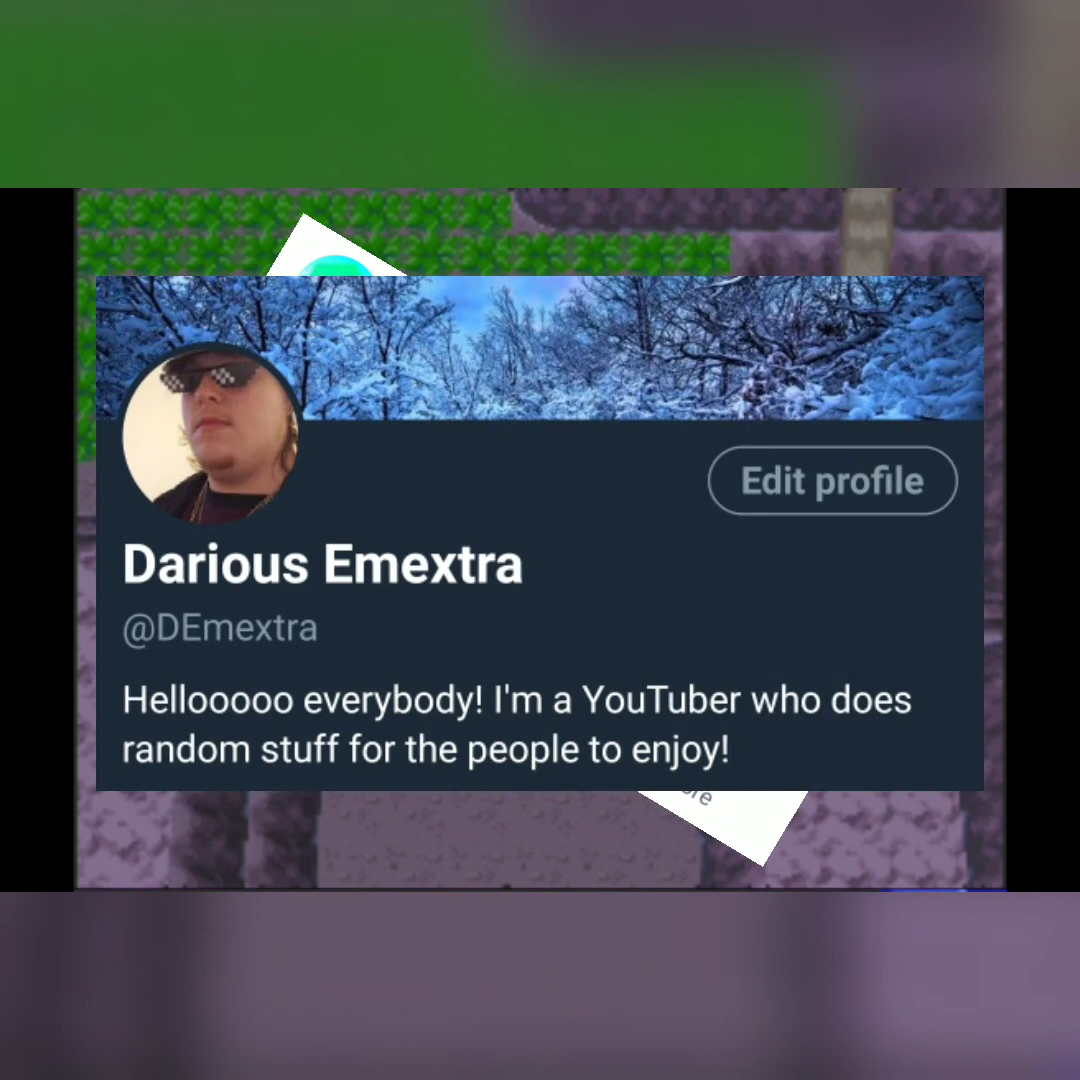 Edit profile
Darious Emextra
@DEmextra
Hellooooo everybody! I'm a YouTuber who does
random stuff for the people to enjoy!